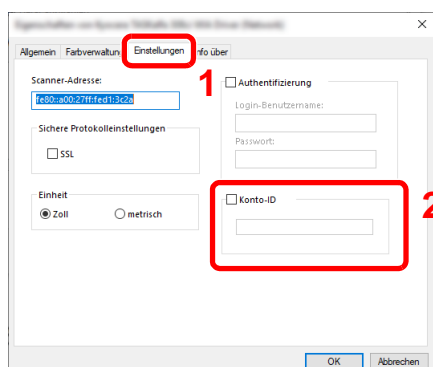 Allgemein Farbverwaltun Einstellungen nfo über
1
Scanner-Adresse:
fe80::a00:27ff:fed1:3c2a
Sichere Protokolleinstellungen
SSL
Einheit
Zoll metrisch
Authentifizierung
Login-Benutzername:
Passwort:
Konto-ID
2
OK Abbrechen